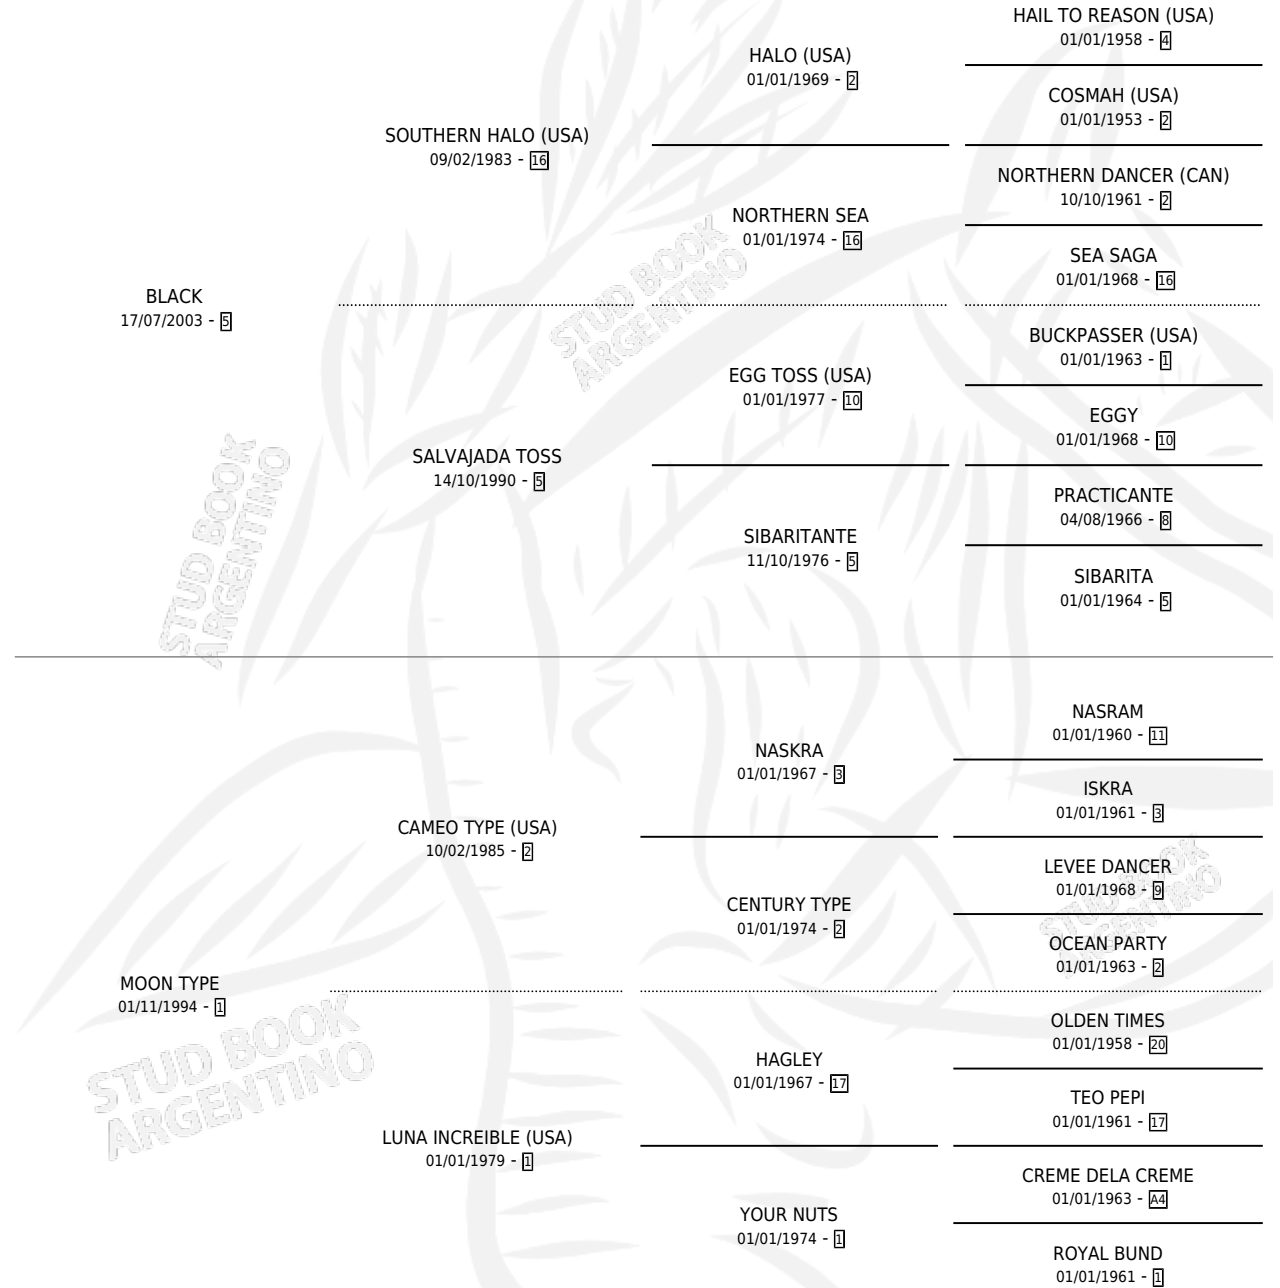 HAIL TO REASON (USA)
01/01/1958 - 4
HALO (USA)
01/01/1969 - 2
COSMAH (USA)
01/01/1953 - 2
SOUTHERN HALO (USA)
09/02/1983 - 16
NORTHERN DANCER (CAN)
10/10/1961 - 2
NORTHERN SEA
01/01/1974 - 16
SEA SAGA
01/01/1968 - 16
BLACK
17/07/2003 - 5
STUD BOOK
ARGENTINO
BUCKPASSER (USA)
01/01/1963 - 1
EGG TOSS (USA)
01/01/1977 - 10
EGGY
01/01/1968 - 10
SALVAJADA TOSS
14/10/1990 - 5
PRACTICANTE
04/08/1966 - 8
SIBARITANTE
11/10/1976 - 5
SIBARITA
01/01/1964 - 5
STUD BOOK
ARGENTINO
NASRAM
01/01/1960 - 11
NASKRA
01/01/1967 - 3
ISKRA
01/01/1961 - 3
CAMEO TYPE (USA)
10/02/1985 - 2
LEVEE DANCER
01/01/1968 - 9
CENTURY TYPE
01/01/1974 - 2
OCEAN PARTY
01/01/1963 - 2
STUD BOOK
ARGENTINO
MOON TYPE
01/11/1994 - 1
OLDEN TIMES
01/01/1958 - 20
HAGLEY
01/01/1967 - 17
TEO PEPI
01/01/1961 - 17
STUD BOOK
ARGENTINO
LUNA INCREIBLE (USA)
01/01/1979 - 1
CREME DELA CREME
01/01/1963 - A4
YOUR NUTS
01/01/1974 - 1
ROYAL BUND
01/01/1961 - 1